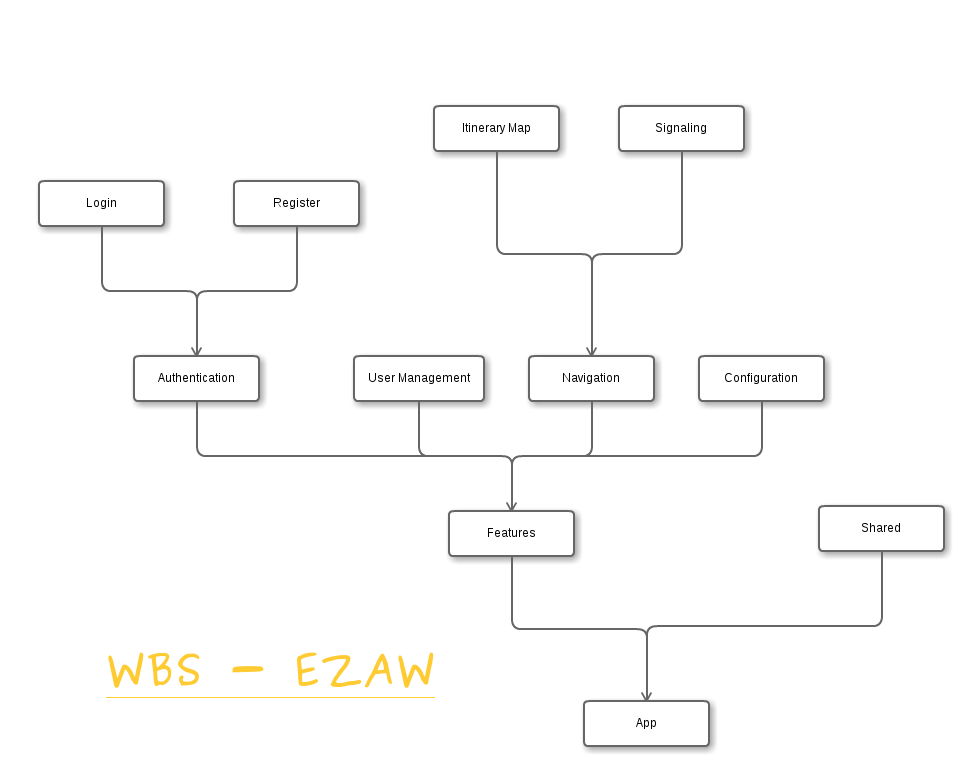 Itinerary Map
Signaling
Login
Register
Authentication
User Management
Navigation
Configuration
Features
Shared
WBS - EZAW
App